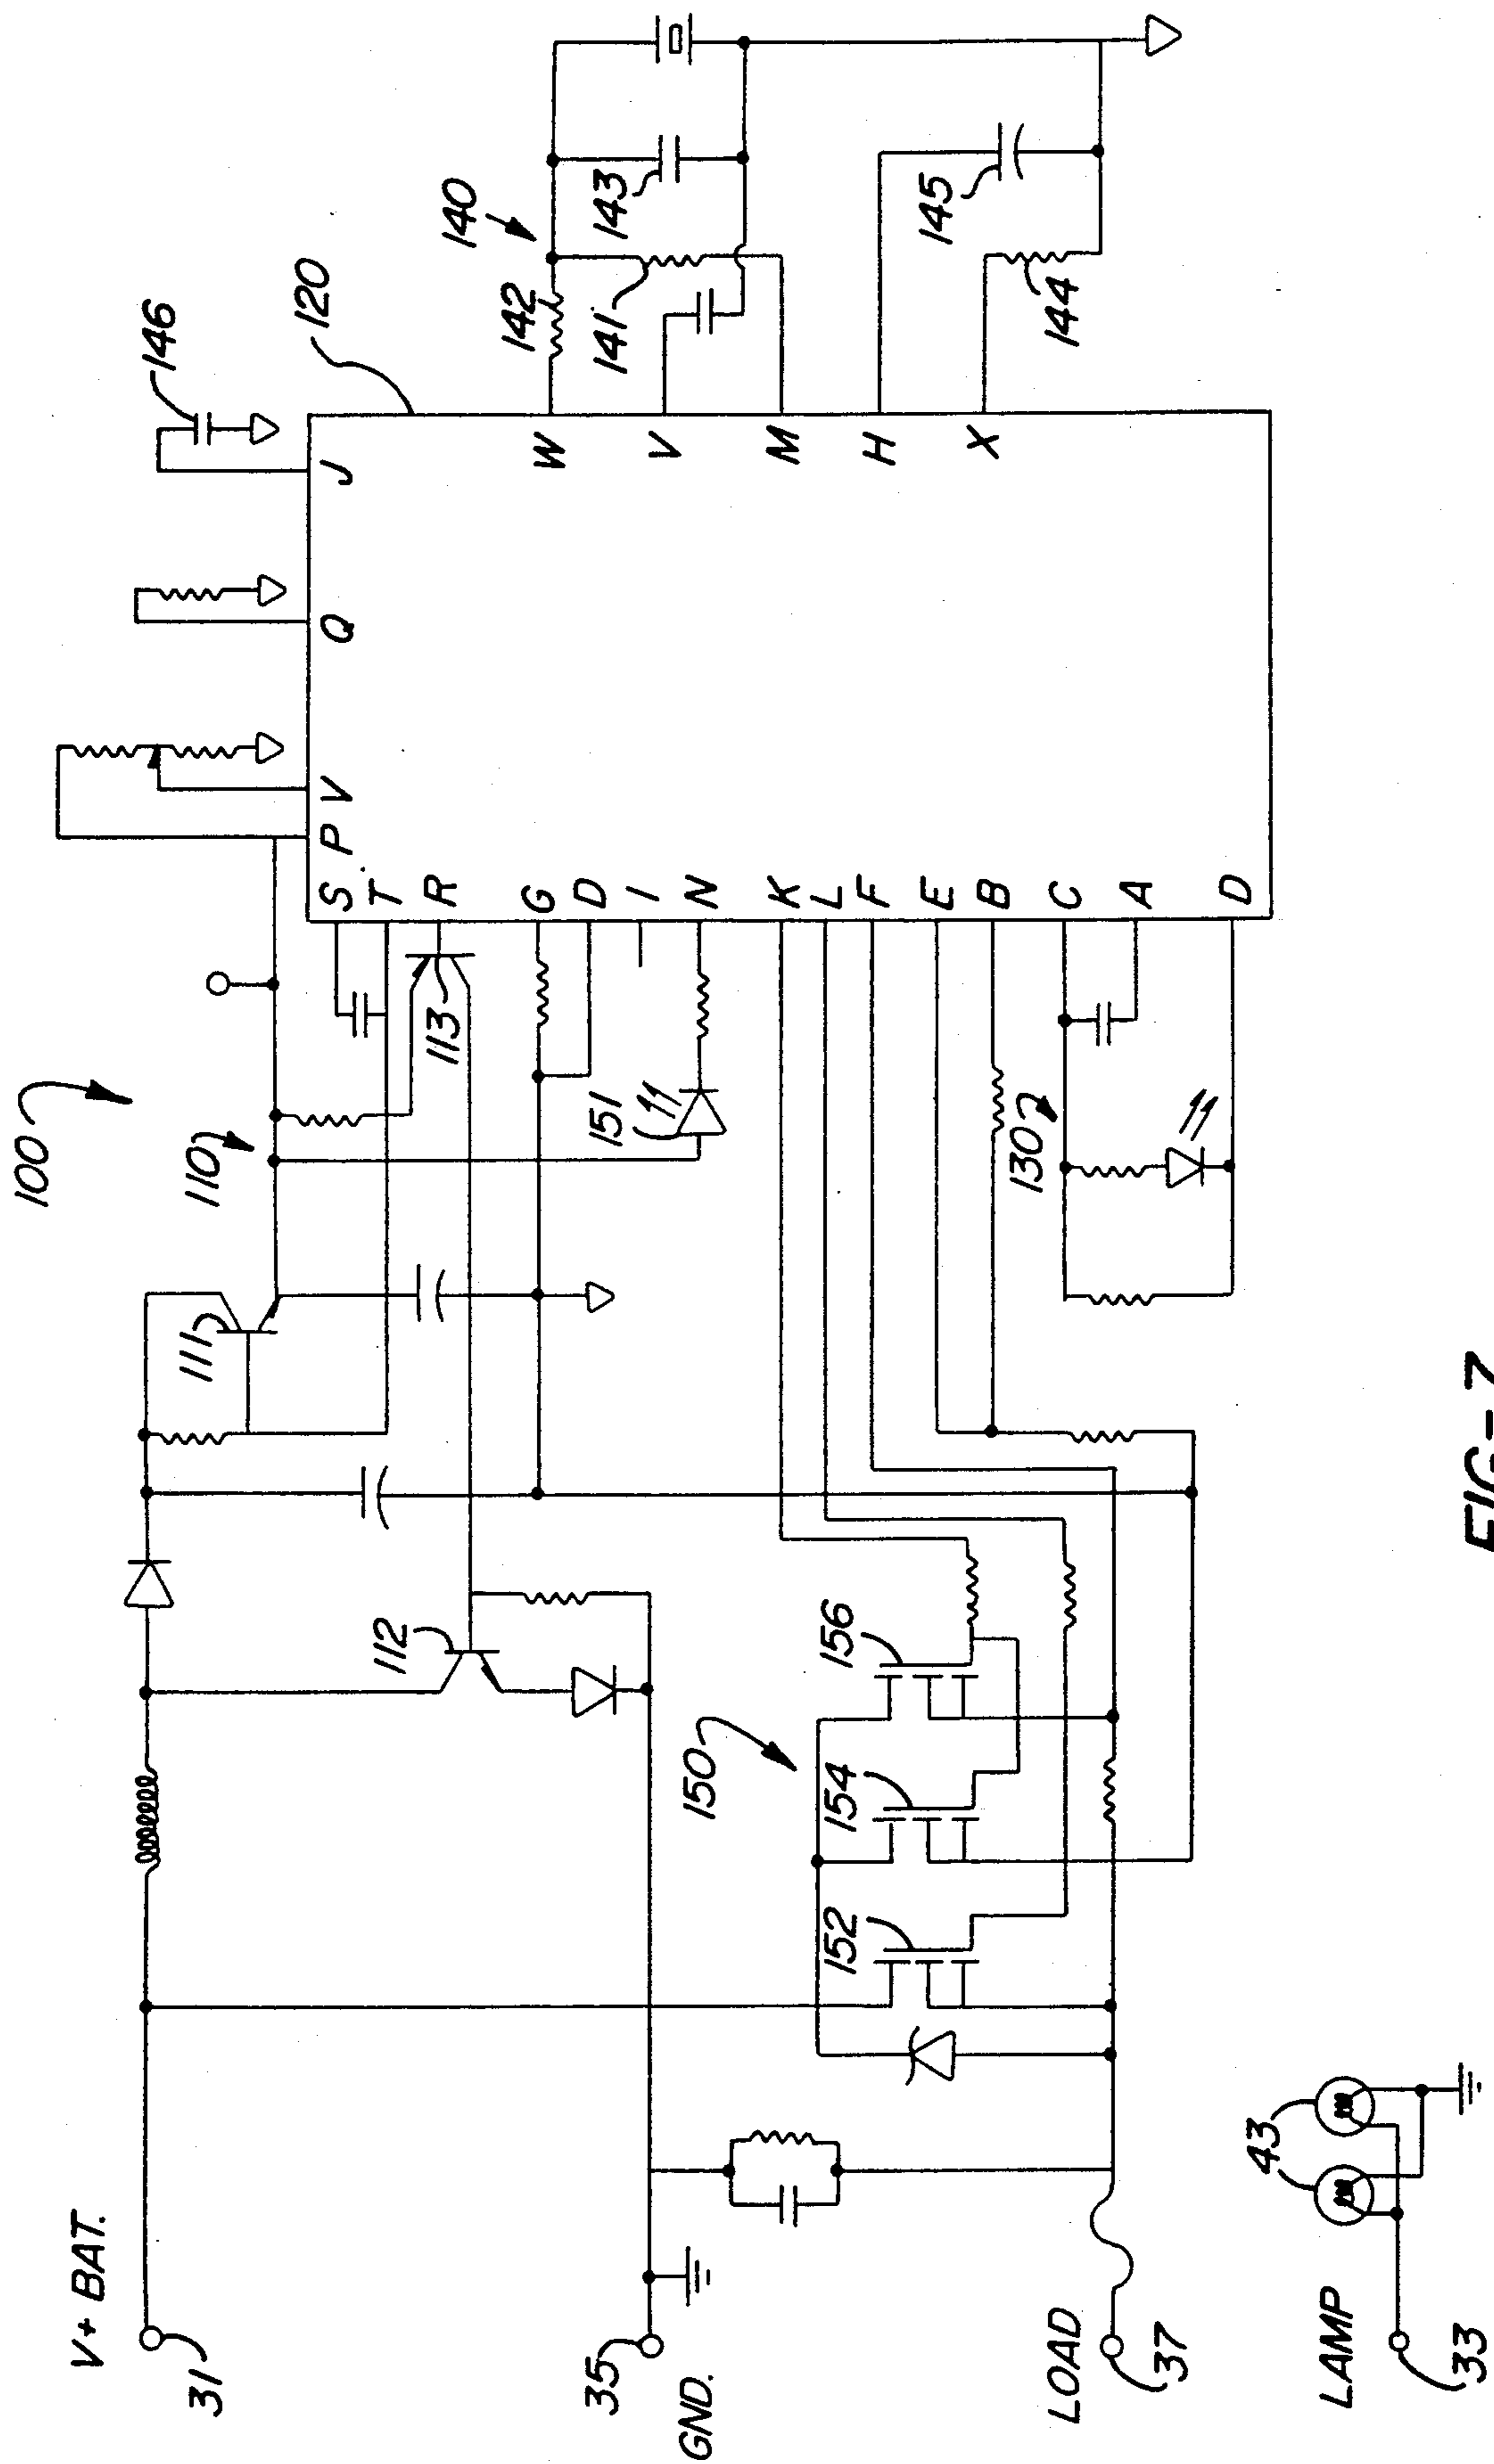 100
V+ BAT.
31
111
110
146
120
P
V
Q
J
S
T
R
113
112
G
D
I
N
151
35
GND.
K
L
F
E
B
C
A
D
W
V
M
H
X
140
142
143
141
145
144
150
152
154
156
130
LOAD
37
LAMP
33
43
FIG-7